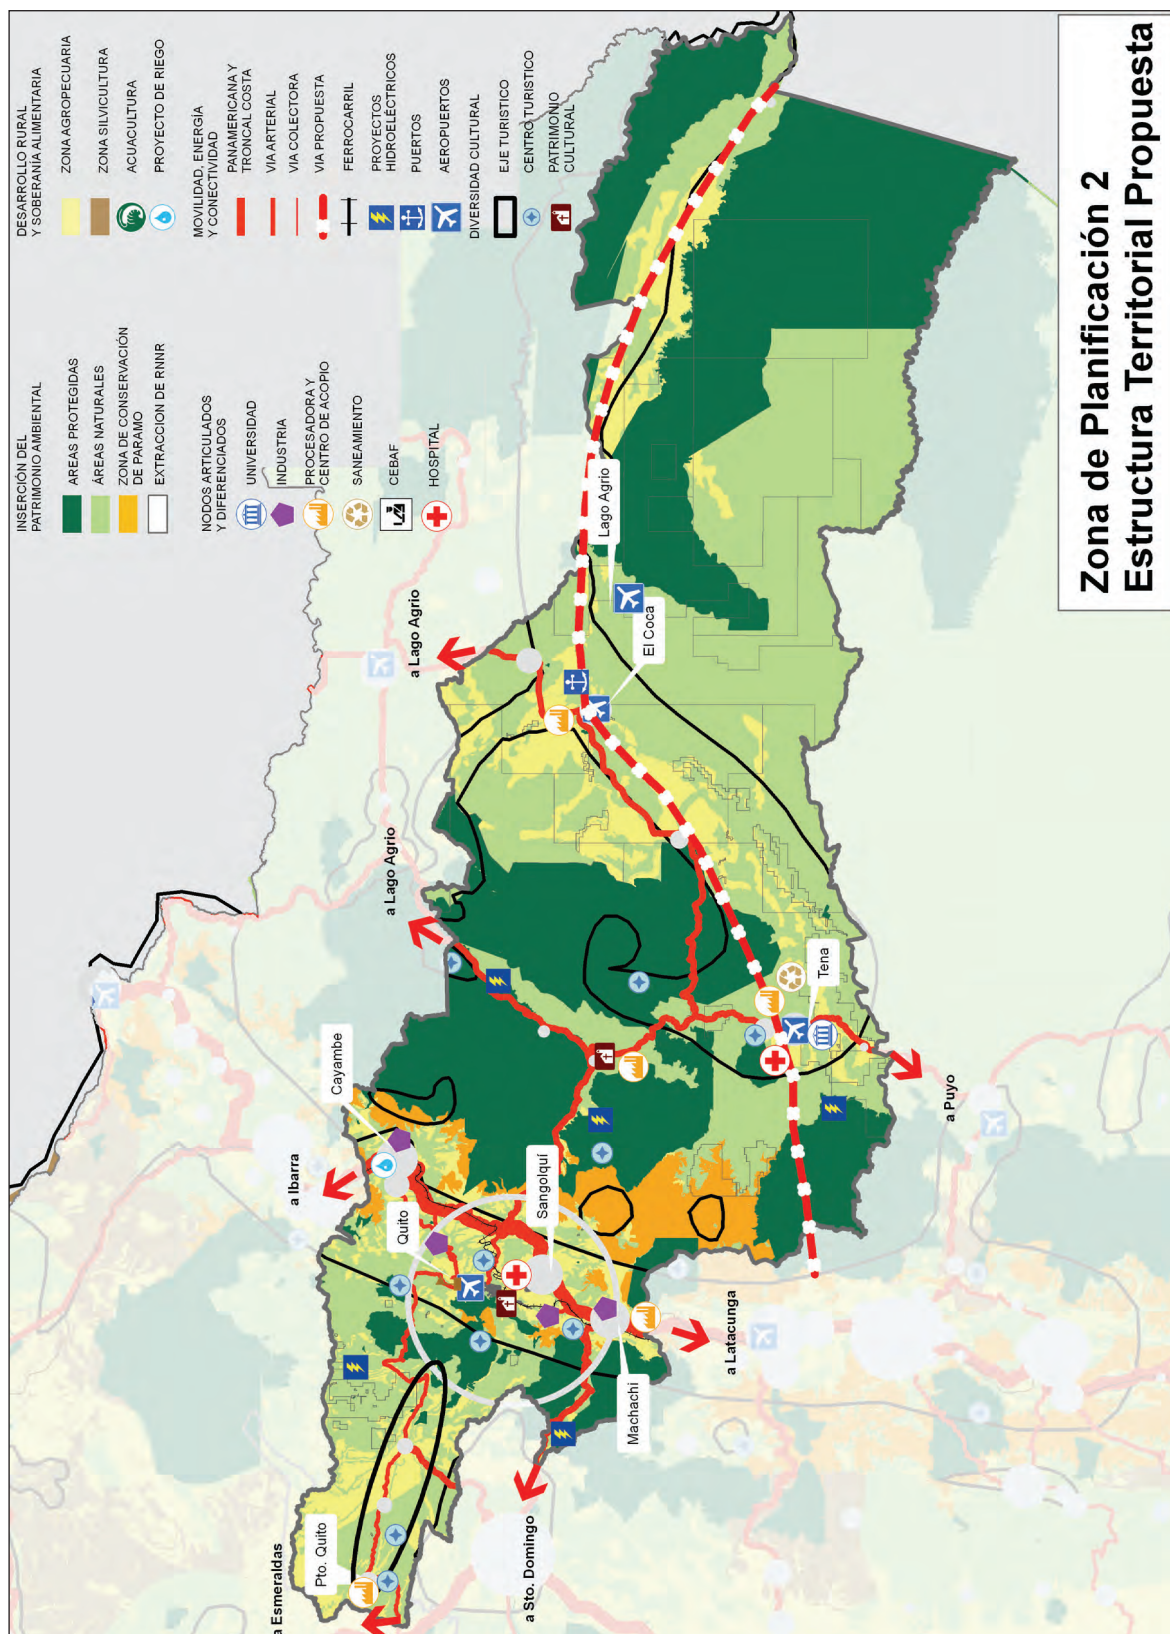 Zona de Planificación 2
Estructura Territorial Propuesta
INSERCIÓN DEL
PATRIMONIO AMBIENTAL
AREAS PROTEGIDAS
ÁREAS NATURALES
ZONA DE CONSERVACIÓN
DE PARAMO
EXTRACCION DE RNNR
NODOS ARTICULADOS
Y DIFERENCIADOS
UNIVERSIDAD
INDUSTRIA
PROCESADORA Y
CENTRO DE ACOPIO
SANEAMIENTO
CEBAF
HOSPITAL
DESARROLLO RURAL
Y SOBERANÍA ALIMENTARIA
ZONA AGROPECUARIA
ZONA SILVICULTURA
ACUACULTURA
PROYECTO DE RIEGO
MOVILIDAD, ENERGÍA
Y CONECTIVIDAD
PANAMERICANA Y
TRONCAL COSTA
VIA ARTERIAL
VIA COLECTORA
VIA PROPUESTA
FERROCARRIL
PROYECTOS
HIDROELÉCTRICOS
PUERTOS
AEROPUERTOS
DIVERSIDAD CULTURAL
EJE TURISTICO
CENTRO TURISTICO
PATRIMONIO
CULTURAL
a Esmeraldas
Pto. Quito
a Sto. Domingo
a Ibarra
Quito
Cayambe
Sangolquí
Machachi
a Latacunga
a Lago Agrio
a Lago Agrio
Tena
a Puyo
El Coca
Lago Agrio